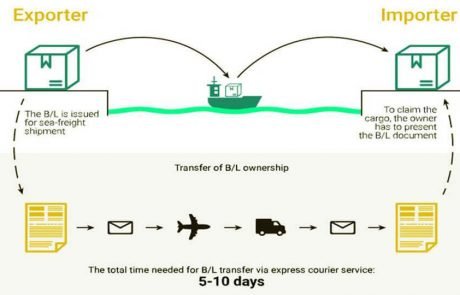 Exporter
Importer
The B/L is issued
for sea-freight
shipment
To claim the
cargo, the owner
has to present
the B/L document
Transfer of B/L ownership
The total time needed for B/L transfer via express courier service:
5-10 days